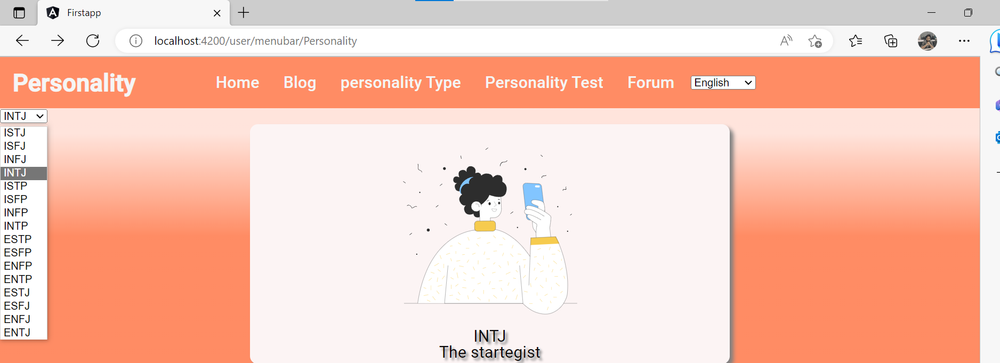 Firstapp
localhost:4200/user/menubar/Personality
Personality Home Blog personality Type Personality Test Forum English
INTJ
ISTJ
ISFJ
INFJ
INTJ
ISTP
ISFP
INFP
INTP
ESTP
ESFP
ENFP
ENTP
ESTJ
ESFJ
ENFJ
ENTJ
INTJ
The startegist